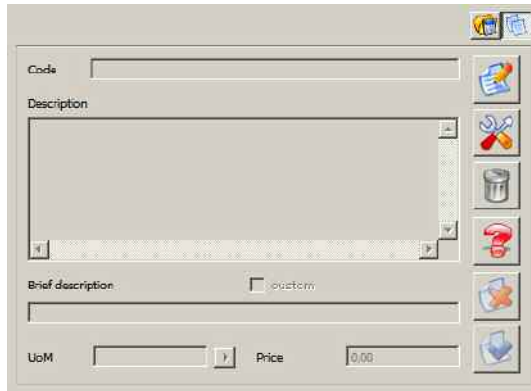 Code
Description
Brief description
custom
UoM
Price
0,00